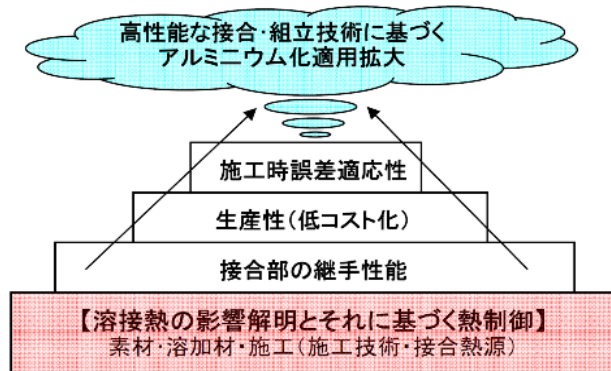 高性能な接合・組立技術に基づく
アルミニウム化適用拡大
施工時誤差適応性
生産性(低コスト化)
接合部の継手性能
【溶接熱の影響解明とそれに基づく熱制御】
素材・溶加材・施工(施工技術・接合熱源)